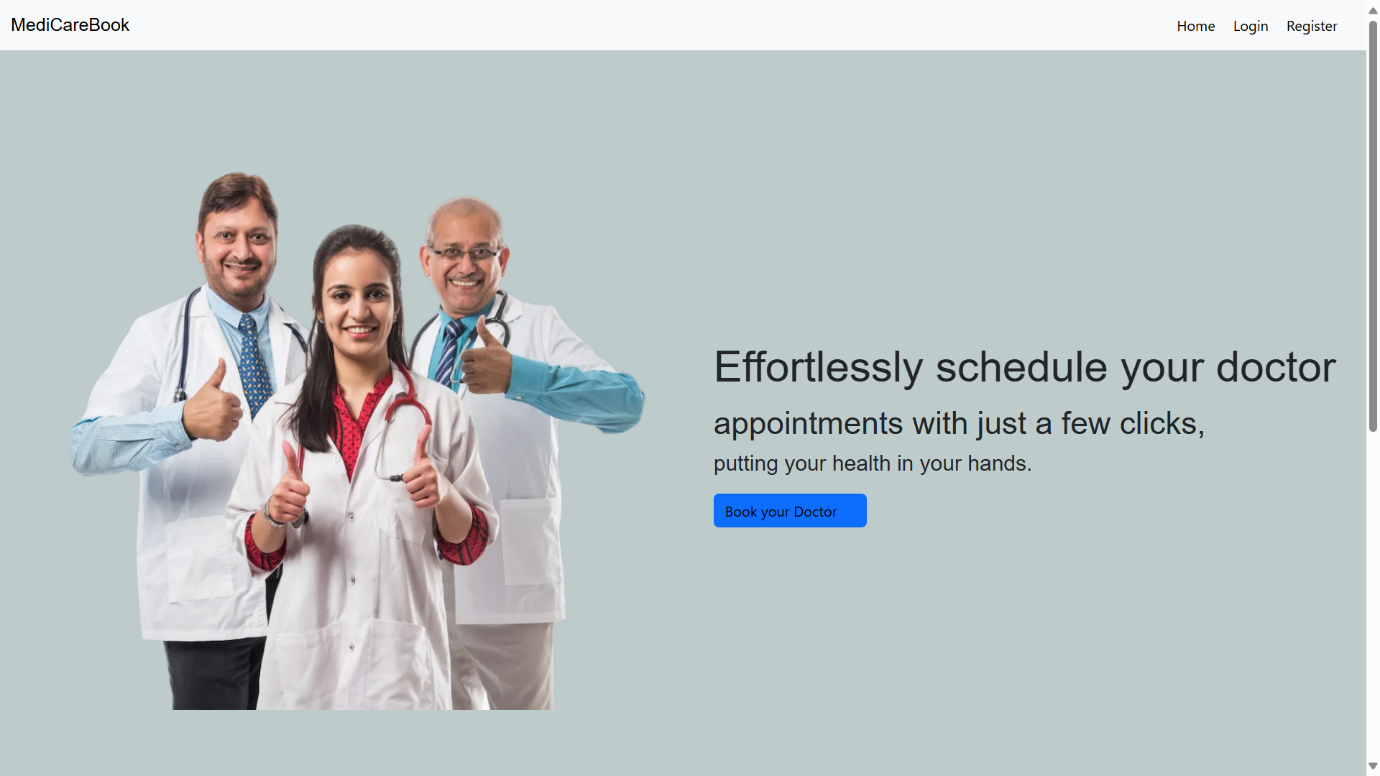 MediCareBook
Home Login Register
Effortlessly schedule your doctor
appointments with just a few clicks,
putting your health in your hands.
Book your Doctor